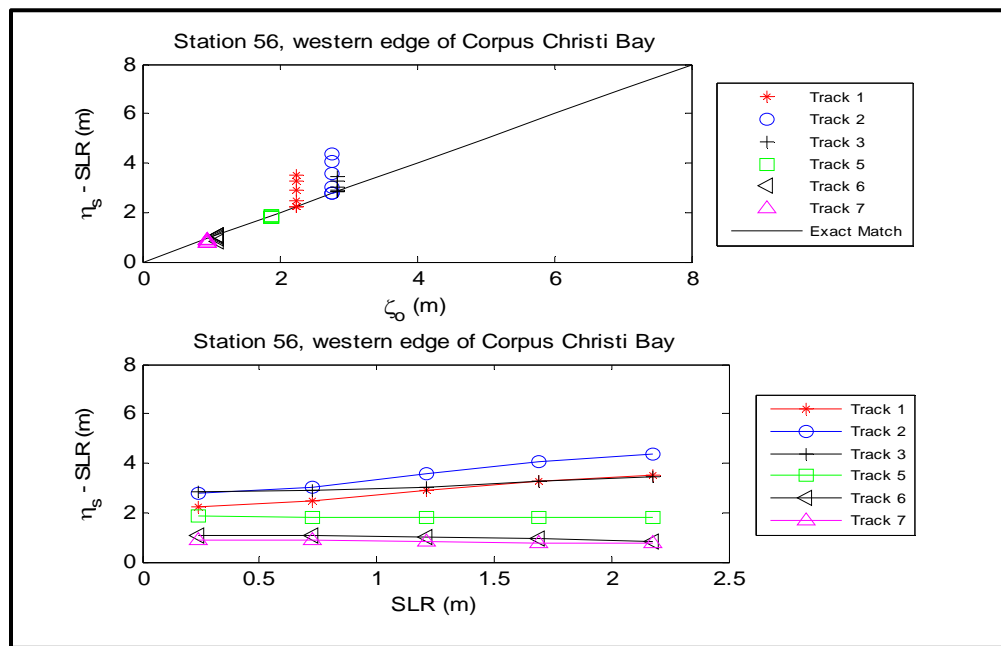 Station 56, western edge of Corpus Christi Bay
8
6
4
2
0
η_s - SLR (m)
0 2 4 6 8
ζ_o (m)
Track 1
Track 2
Track 3
Track 5
Track 6
Track 7
Exact Match
Station 56, western edge of Corpus Christi Bay
8
6
4
2
0
η_s - SLR (m)
0 0.5 1 1.5 2 2.5
SLR (m)
Track 1
Track 2
Track 3
Track 5
Track 6
Track 7